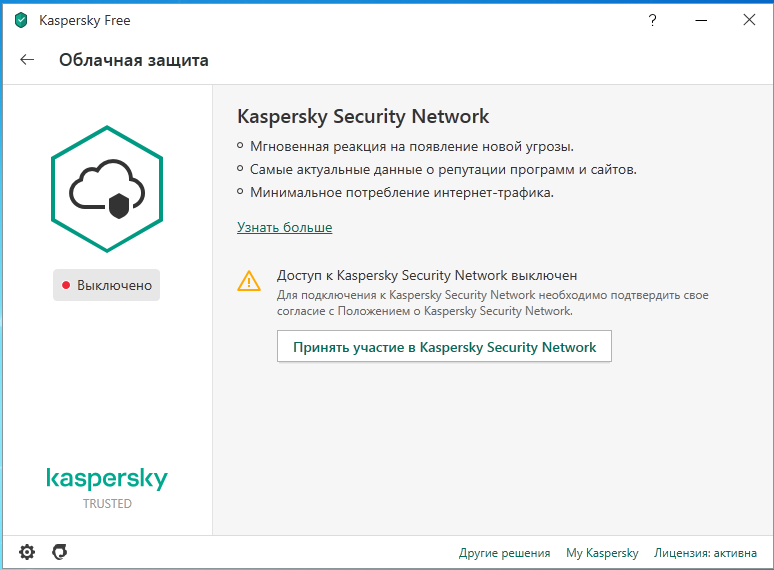 Kaspersky Free
?
Облачная защита
Kaspersky Security Network
Мгновенная реакция на появление новой угрозы.
Самые актуальные данные о репутации программ и сайтов.
Минимальное потребление интернет-трафика.
Узнать больше
Выключено
Доступ к Kaspersky Security Network выключен
Для подключения к Kaspersky Security Network необходимо подтвердить свое
согласие с Положением о Kaspersky Security Network.
Принять участие в Kaspersky Security Network
kaspersky
TRUSTED
Другие решения
My Kaspersky
Лицензия: активна